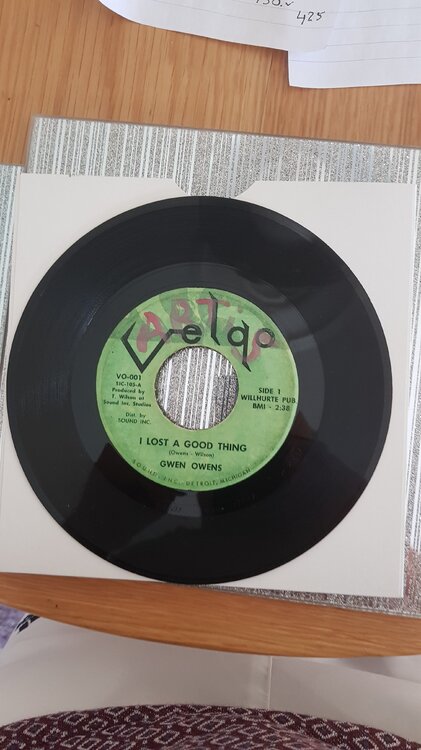 425
ART'S
Velgo
VO-001
SIC-105-A
Produced by
T. Wilson at
Sound Inc. Studios
Dist. by
SOUND INC.
SIDE 1
WILLHURTE PUB.
BMI - 2:38
I LOST A GOOD THING
(Owens - Wilson)
GWEN OWENS
SOUND, INC., DETROIT, MICHIGAN